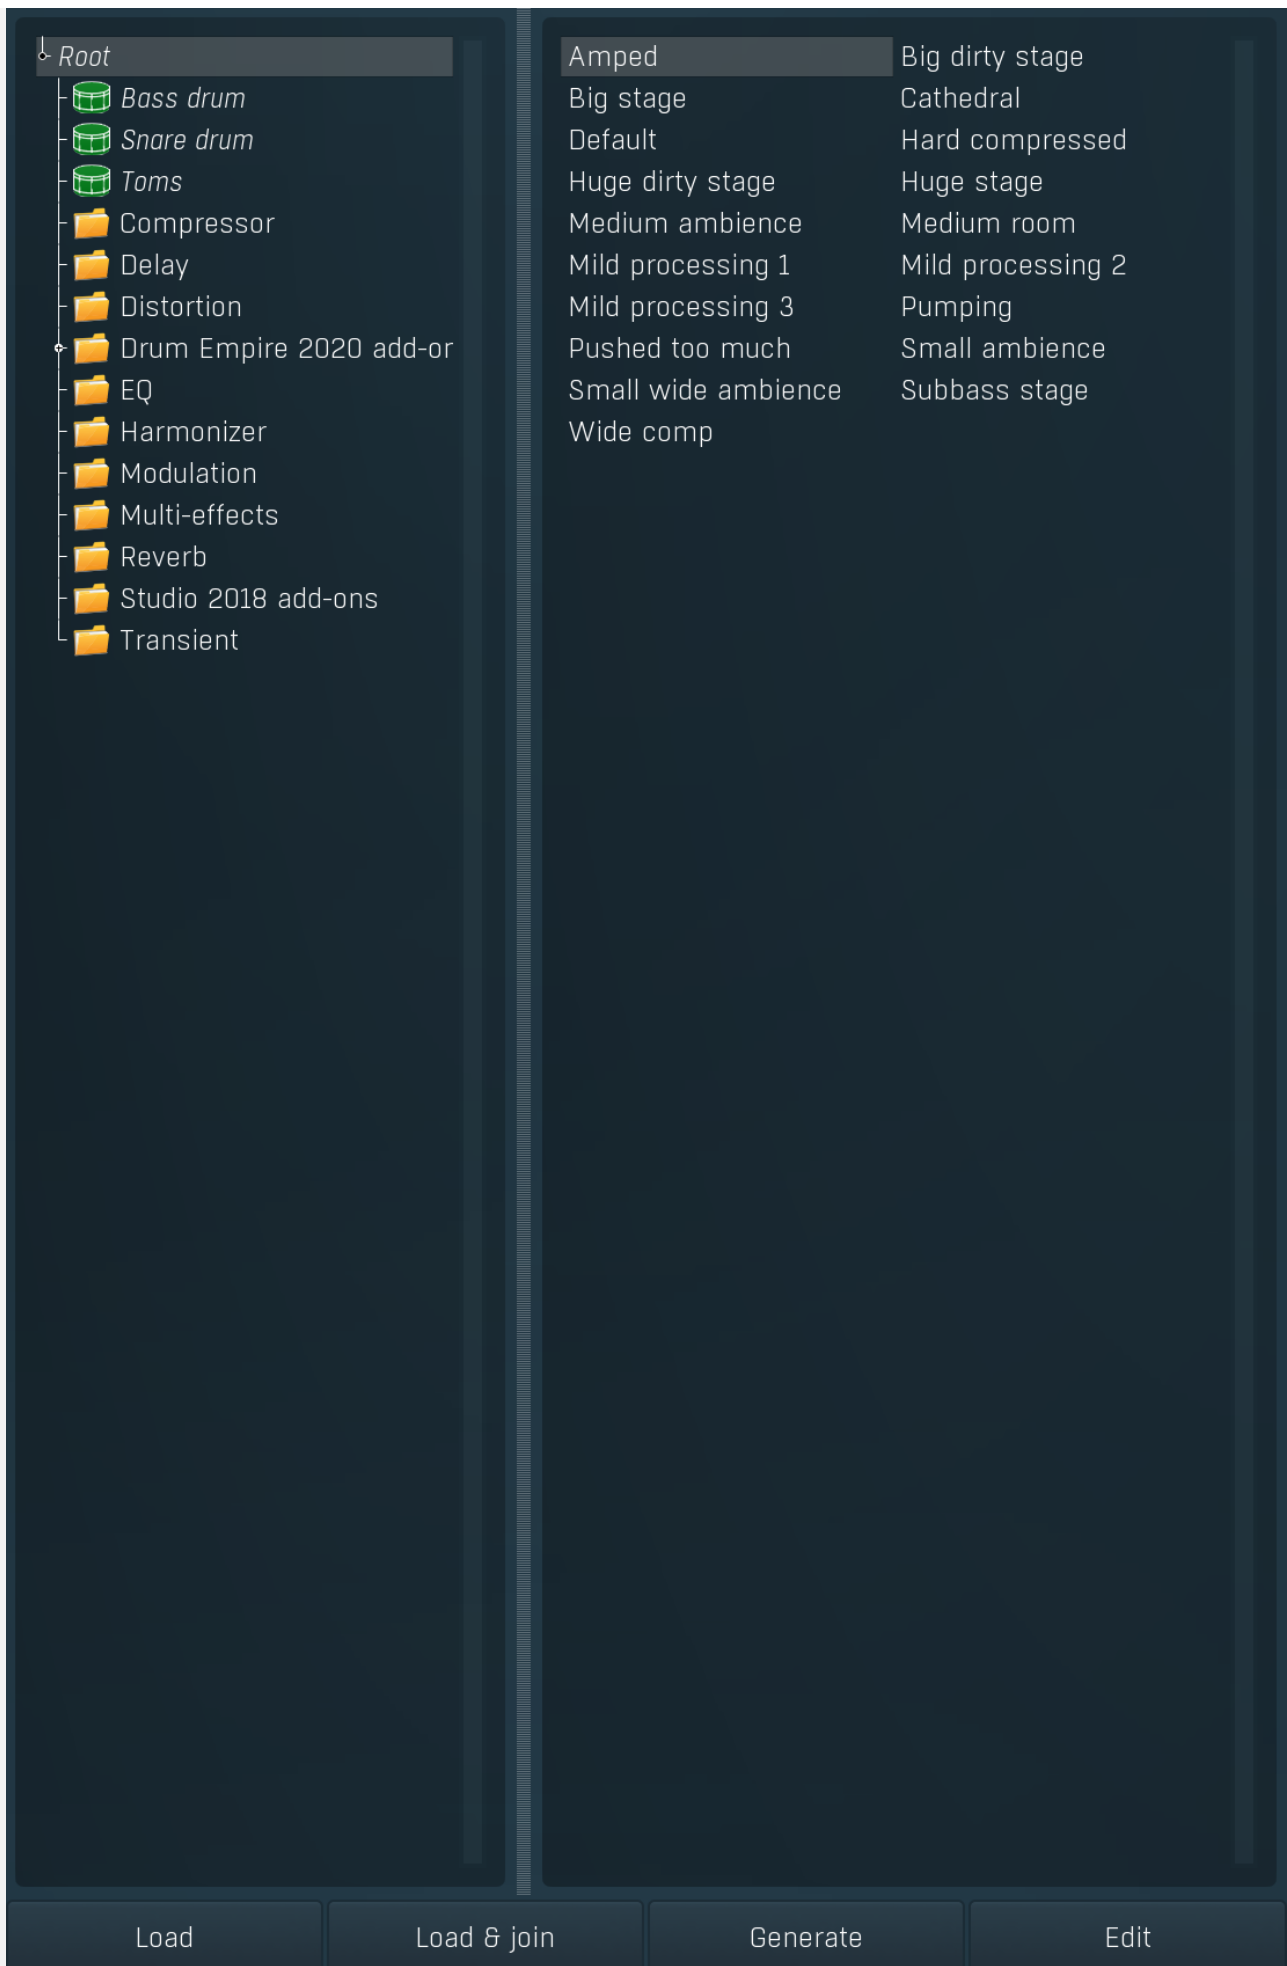 Root
Bass drum
Snare drum
Toms
Compressor
Delay
Distortion
Drum Empire 2020 add-or
EQ
Harmonizer
Modulation
Multi-effects
Reverb
Studio 2018 add-ons
Transient
Amped Big dirty stage
Big stage Cathedral
Default Hard compressed
Huge dirty stage Huge stage
Medium ambience Medium room
Mild processing 1 Mild processing 2
Mild processing 3 Pumping
Pushed too much Small ambience
Small wide ambience Subbass stage
Wide comp
Load Load & join Generate Edit